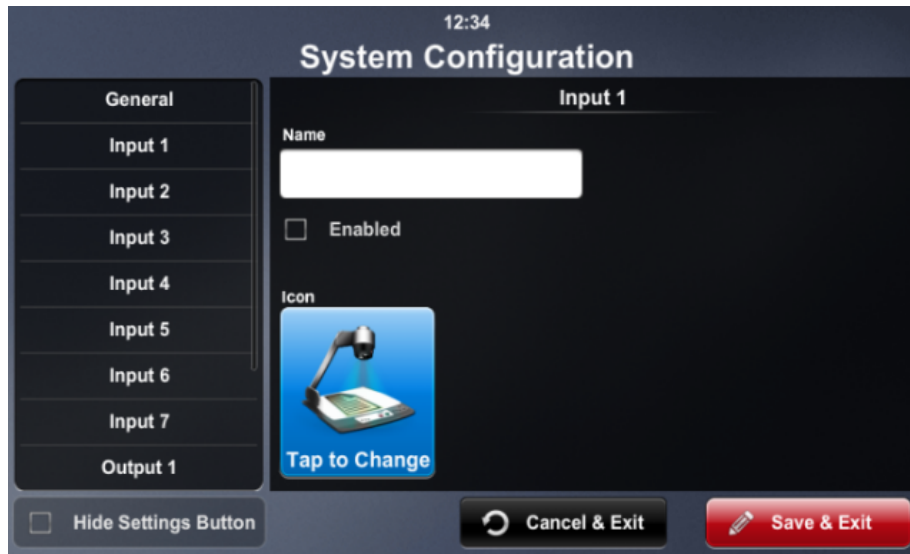 12:34
System Configuration
General
Input 1
Input 2
Input 3
Input 4
Input 5
Input 6
Input 7
Output 1
Input 1
Name
Enabled
Icon
Tap to Change
Hide Settings Button
Cancel & Exit
Save & Exit